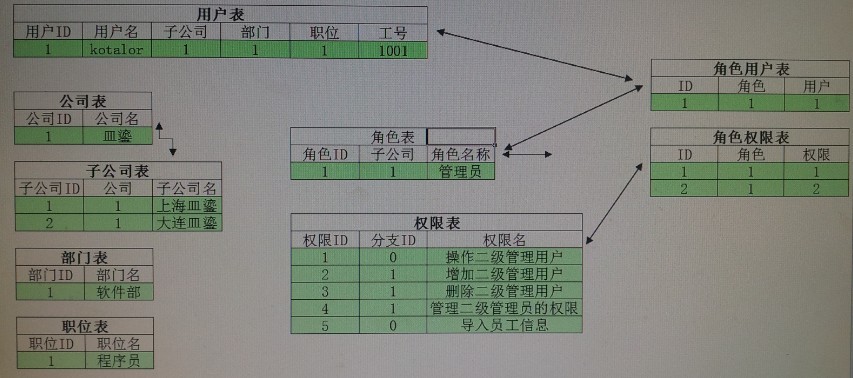 用户表
用户ID 用户名 子公司 部门 职位 工号
1 kotalor 1 1 1 1001
角色用户表
ID 角色 用户
1 1 1
公司表
公司ID 公司名
1 皿鎏
角色表
角色ID 子公司 角色名称
1 1 管理员
角色权限表
ID 角色 权限
1 1 1
2 1 2
子公司表
子公司ID 公司 子公司名
1 1 上海皿鎏
2 1 大连皿鎏
权限表
权限ID 分支ID 权限名
1 0 操作二级管理用户
2 1 增加二级管理用户
3 1 删除二级管理用户
4 1 管理二级管理员的权限
5 0 导入员工信息
部门表
部门ID 部门名
1 软件部
职位表
职位ID 职位名
1 程序员